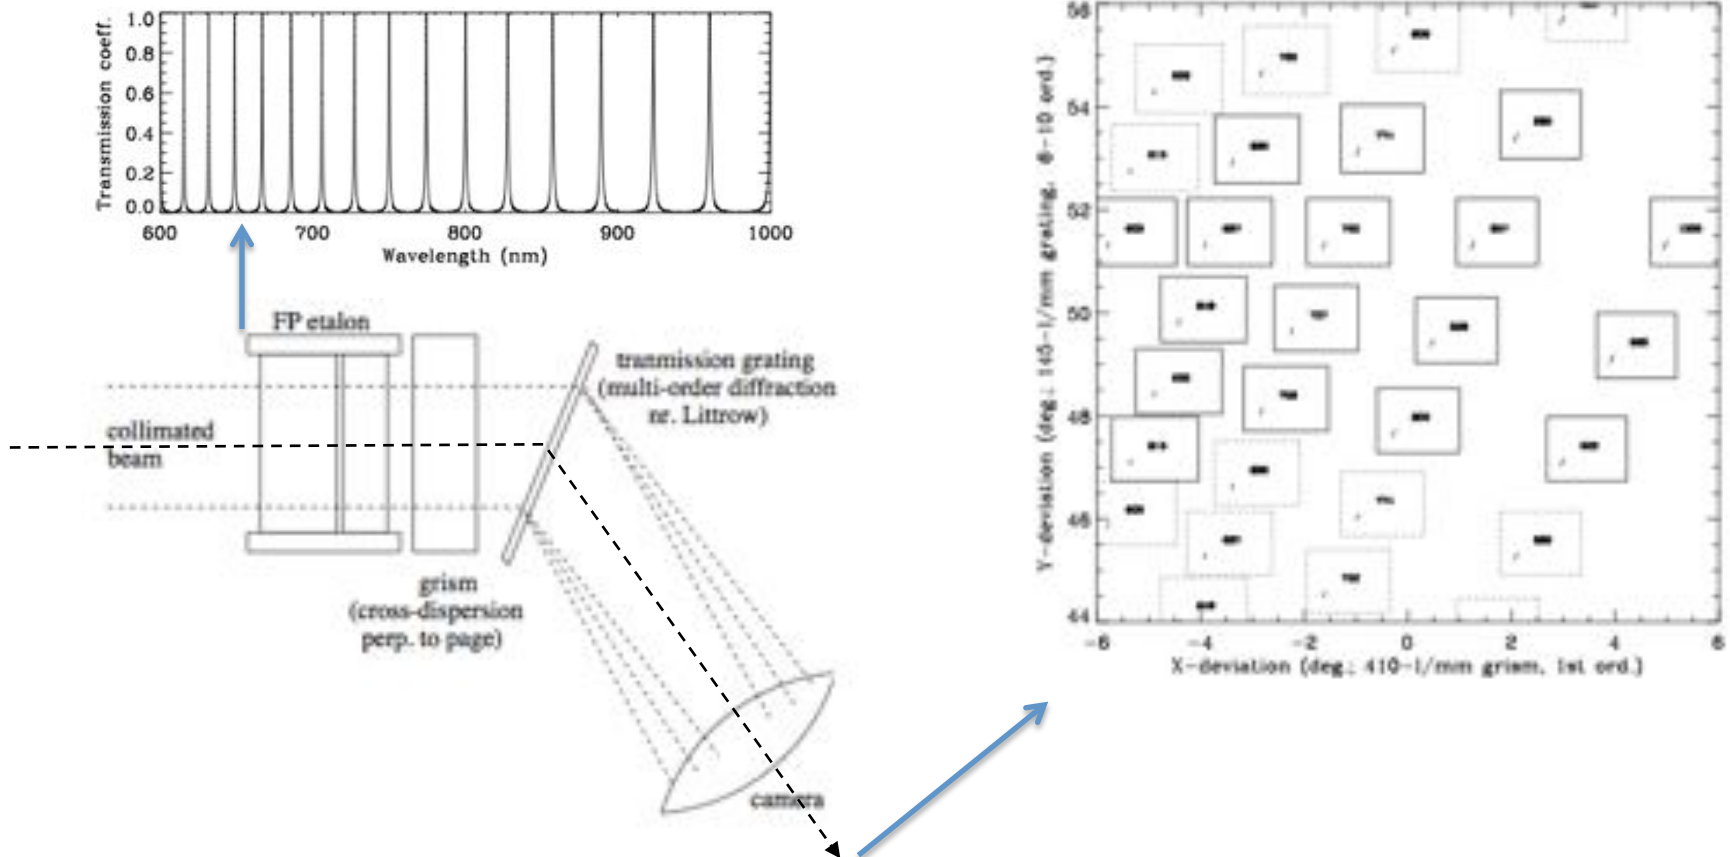 Transmission coeff.
1.0
0.8
0.6
0.4
0.2
0.0
600
700
800
900
1000
Wavelength (nm)
FP etalon
tranmission grating
(multi-order diffraction
nr. Littrow)
collimated
beam
grism
(cross-dispersion
perp. to page)
camera
Y-deviation (deg.; 145-l/mm grating, 6-10 ord.)
56
54
52
50
48
46
44
-6
-4
-2
0
2
4
6
X-deviation (deg.; 410-l/mm grism, 1st ord.)